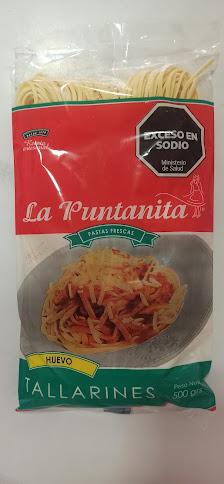 EXCESO EN
SODIO
Ministerio
de Salud
La Puntanita
PASTAS FRESCAS
HUEVO
TALLARINES
Peso Neto
500 grs